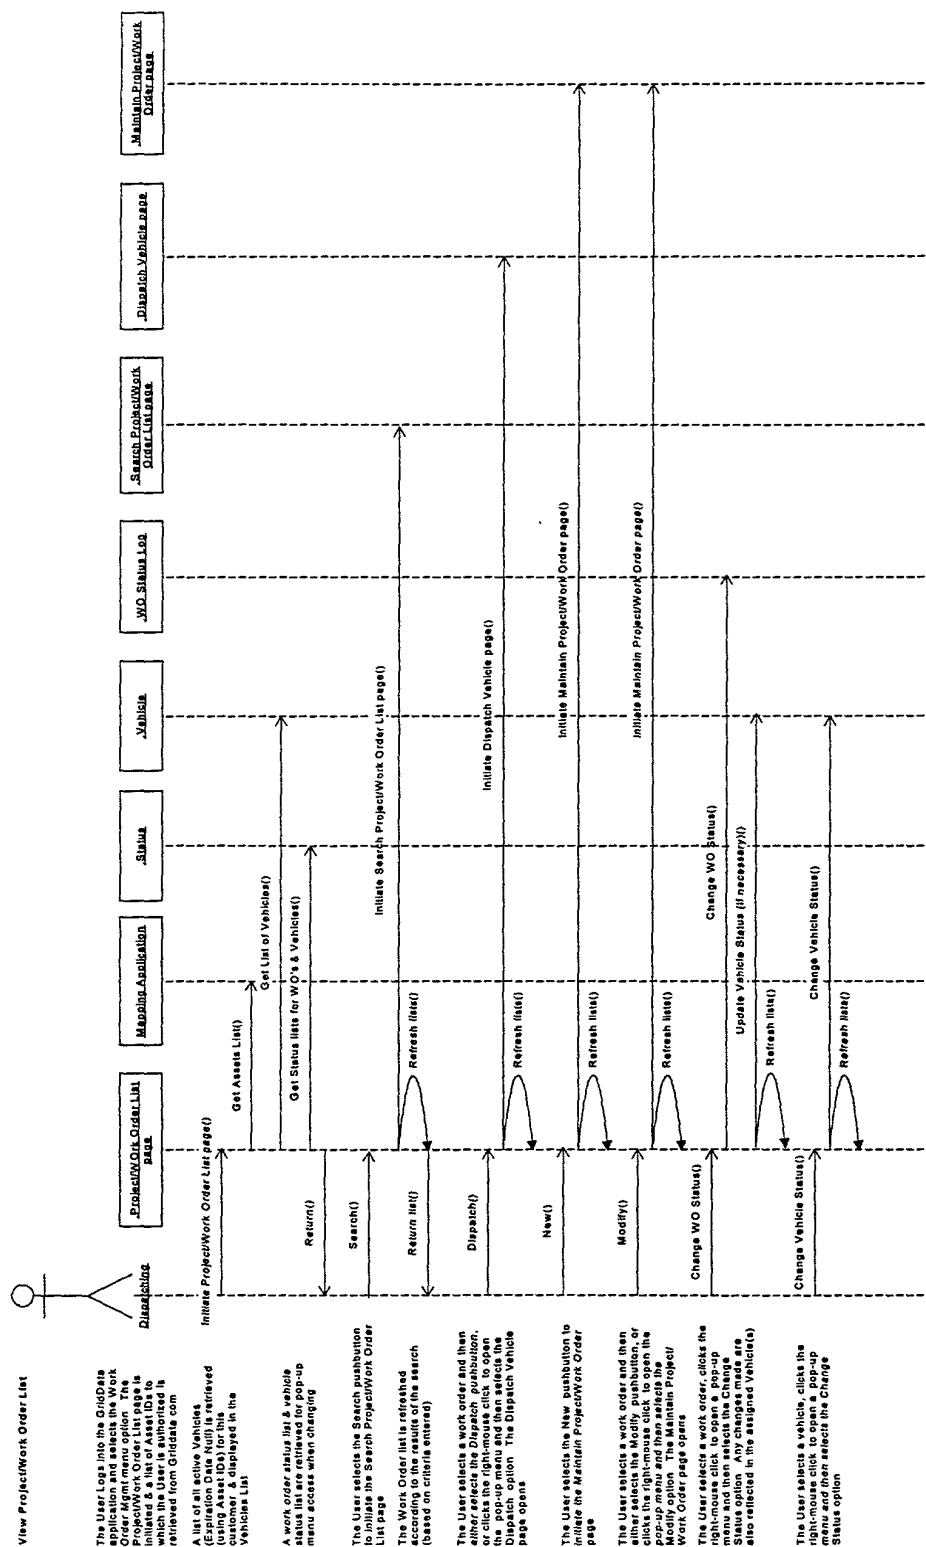 View Project/Work Order List
The User Logs into the GridData
application and selects the Work
Order Mgmt menu option The
Project/Work Order List page is
initiated & a list of Asset IDs to
which the User is authorized is
retrieved from Griddata com
A list of all active Vehicles
(Expiration Date Null) is retrieved
(using Asset IDs) for this
customer & displayed in the
Vehicles List
A work order status list & vehicle
status list are retrieved for pop-up
menu access when changing
The User selects the Search pushbutton
to initiate the Search Project/Work Order
List page
The Work Order list is refreshed
according to the results of the search
(based on criteria entered)
The User selects a work order and then
either selects the Dispatch pushbutton,
or clicks the right-mouse click to open
the pop-up menu and then selects the
Dispatch option The Dispatch Vehicle
page opens
The User selects the New pushbutton to
initiate the Maintain Project/Work Order
page
The User selects a work order and then
either selects the Modify pushbutton, or
clicks the right-mouse click to open the
pop-up menu and then selects the
Modify option The Maintain Project/
Work Order page opens
The User selects a work order, clicks the
right-mouse click to open a pop-up
menu and then selects the Change
Status option Any changes made are
also reflected in the assigned Vehicle(s)
The User selects a vehicle, clicks the
right-mouse click to open a pop-up
menu and then selects the Change
Status option
Dispatching
Project/Work Order List
page
Mapping Application
Status
Vehicle
WO Status Log
Search Project/Work
Order List page
Dispatch Vehicle page
Maintain Project/Work
Order page
Initiate Project/Work Order List page()
Get Assets List()
Get List of Vehicles()
Get Status lists for WO's & Vehicles()
Return()
Search()
Initiate Search Project/Work Order List page()
Refresh lists()
Return list()
Dispatch()
Initiate Dispatch Vehicle page()
Refresh lists()
New()
Initiate Maintain Project/Work Order page()
Refresh lists()
Modify()
Initiate Maintain Project/Work Order page()
Refresh lists()
Change WO Status()
Change WO Status()
Update Vehicle Status (if necessary)()
Refresh lists()
Change Vehicle Status()
Change Vehicle Status()
Refresh lists()